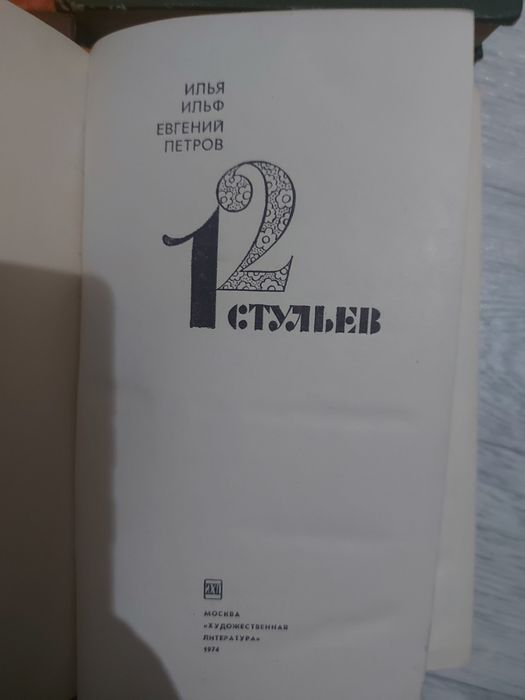 ИЛЬЯ
ИЛЬФ
ЕВГЕНИЙ
ПЕТРОВ
12
СТУЛЬЕВ
МОСКВА
«ХУДОЖЕСТВЕННАЯ
ЛИТЕРАТУРА»
1974